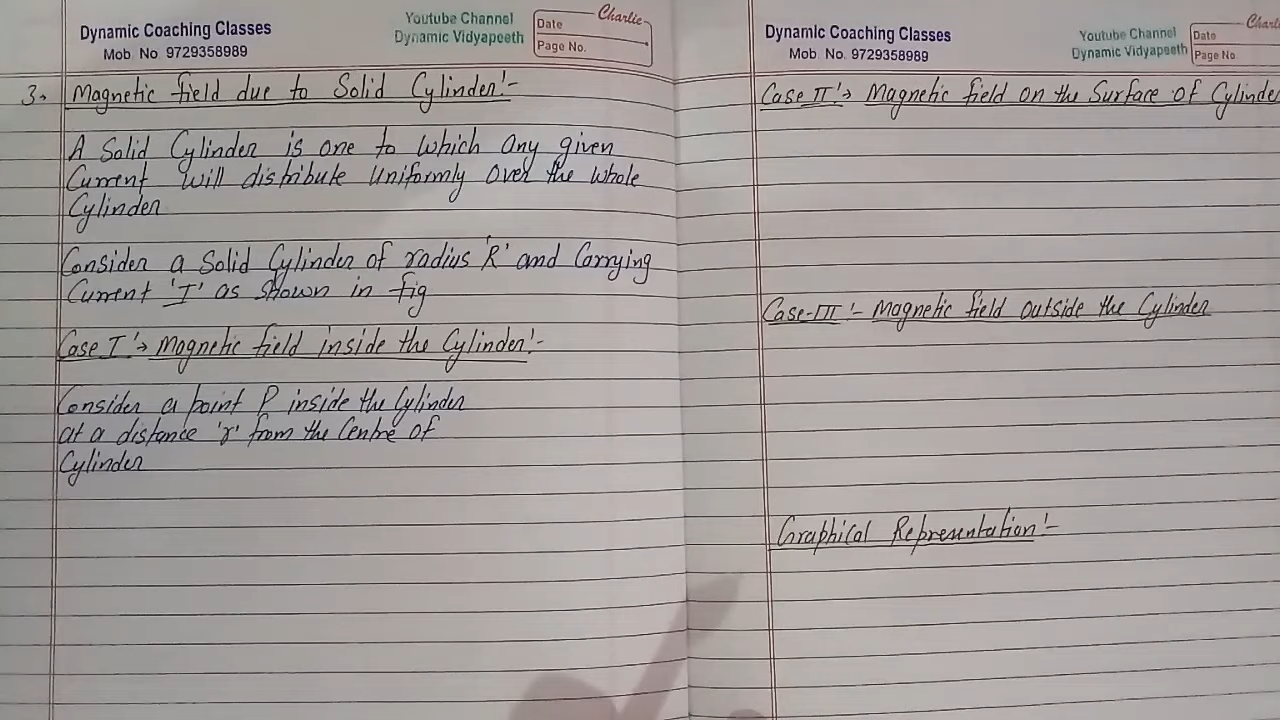 Dynamic Coaching Classes
Mob. No. 9729358989
Youtube Channel
Dynamic Vidyapeeth
Charlie
Date
Page No.
3. Magnetic field due to Solid Cylinder:-
A Solid Cylinder is one to which Any given
Current will distribute Uniformly Over the whole
Cylinder
Consider a Solid Cylinder of radius 'R' and Carrying
Current 'I' as shown in fig
Case I :→ Magnetic field inside the Cylinder:-
Consider a point P inside the Cylinder
at a distance 'r' from the Centre of
Cylinder
Dynamic Coaching Classes
Mob. No. 9729358989
Youtube Channel
Dynamic Vidyapeeth
Charli
Date
Page No.
Case II :→ Magnetic field on the Surface of Cylinde
Case-III :- Magnetic field outside the Cylinder
Graphical Representation:-